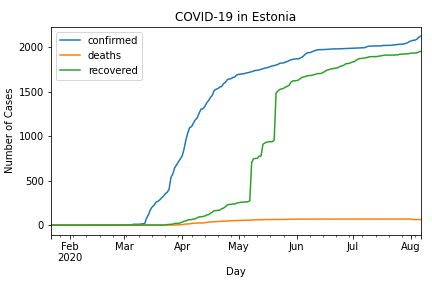 COVID-19 in Estonia
confirmed
deaths
recovered
Number of Cases
2000
1500
1000
500
0
Feb Mar Apr May Jun Jul Aug
2020
Day